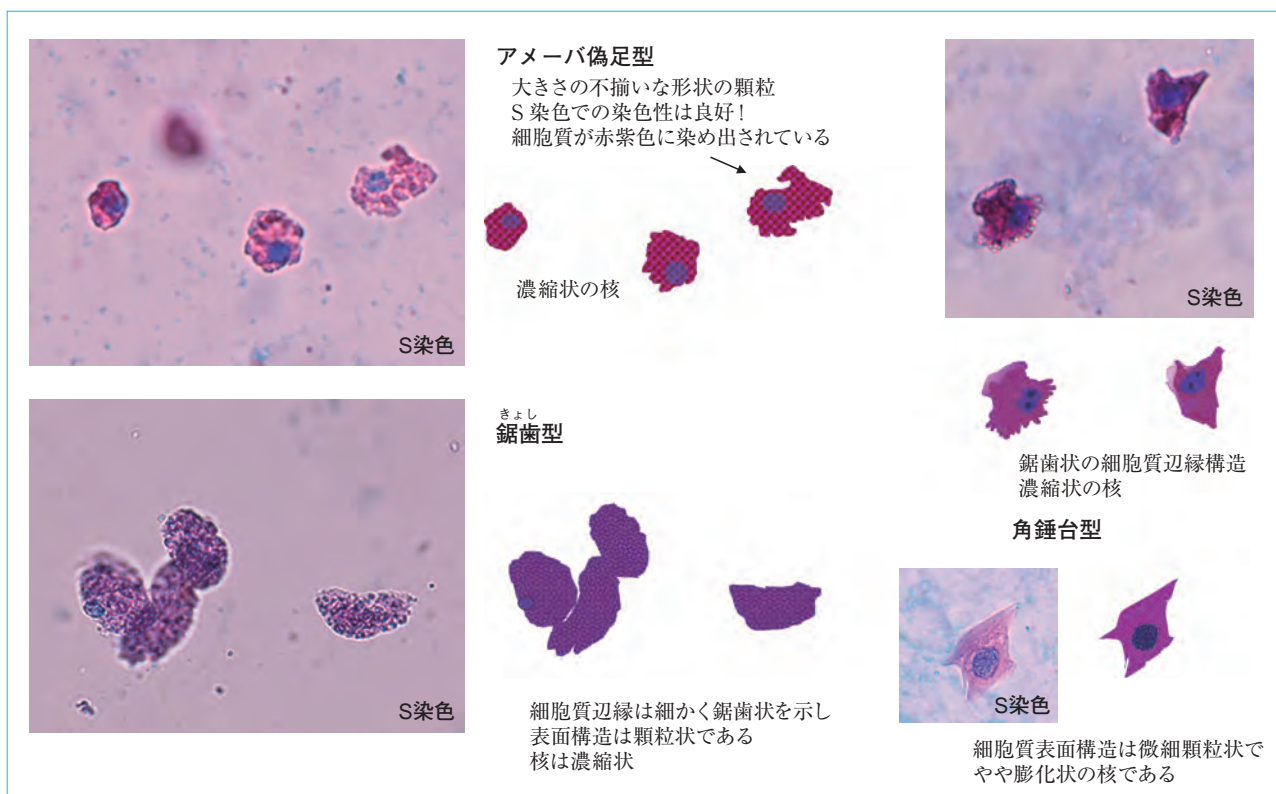 アメーバ偽足型
大きさの不揃いな形状の顆粒
S 染色での染色性は良好！
細胞質が赤紫色に染め出されている
濃縮状の核
S染色
S染色
鋸歯状の細胞質辺縁構造
濃縮状の核
きょし
鋸歯型
S染色
細胞質辺縁は細かく鋸歯状を示し
表面構造は顆粒状である
核は濃縮状
角錘台型
S染色
細胞質表面構造は微細顆粒状で
やや膨化状の核である